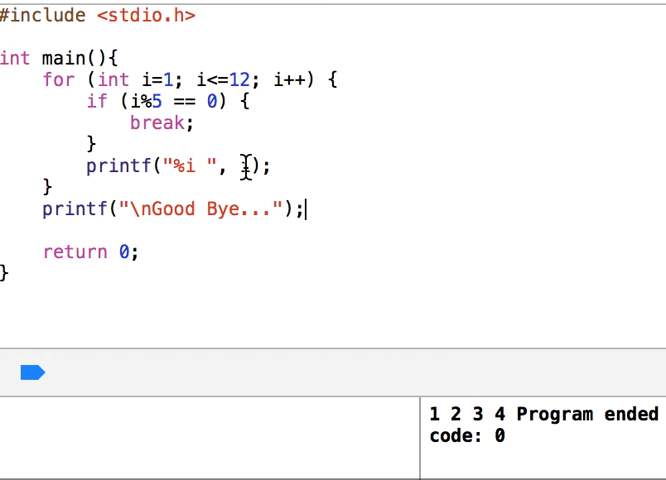 #include <stdio.h>
int main(){
for (int i=1; i<=12; i++) {
if (i%5 == 0) {
break;
}
printf("%i ", i);
}
printf("\nGood Bye...");
return 0;
}
1 2 3 4 Program ended
code: 0